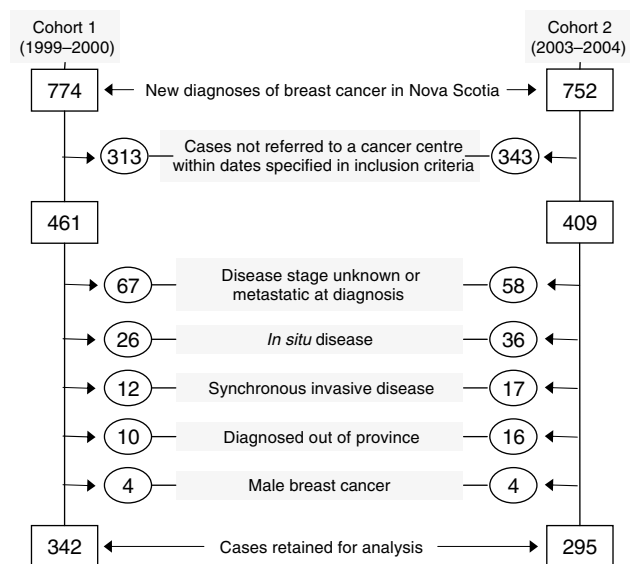 Cohort 1
(1999–2000)
Cohort 2
(2003–2004)
774
New diagnoses of breast cancer in Nova Scotia
752
313
Cases not referred to a cancer centre
within dates specified in inclusion criteria
343
461
409
67
Disease stage unknown or
metastatic at diagnosis
58
26
In situ disease
36
12
Synchronous invasive disease
17
10
Diagnosed out of province
16
4
Male breast cancer
4
342
Cases retained for analysis
295